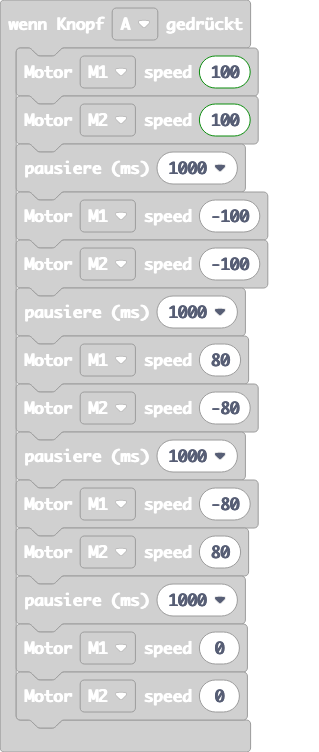 wenn Knopf A gedrückt
Motor M1 speed 100
Motor M2 speed 100
pausiere (ms) 1000
Motor M1 speed -100
Motor M2 speed -100
pausiere (ms) 1000
Motor M1 speed 80
Motor M2 speed -80
pausiere (ms) 1000
Motor M1 speed -80
Motor M2 speed 80
pausiere (ms) 1000
Motor M1 speed 0
Motor M2 speed 0